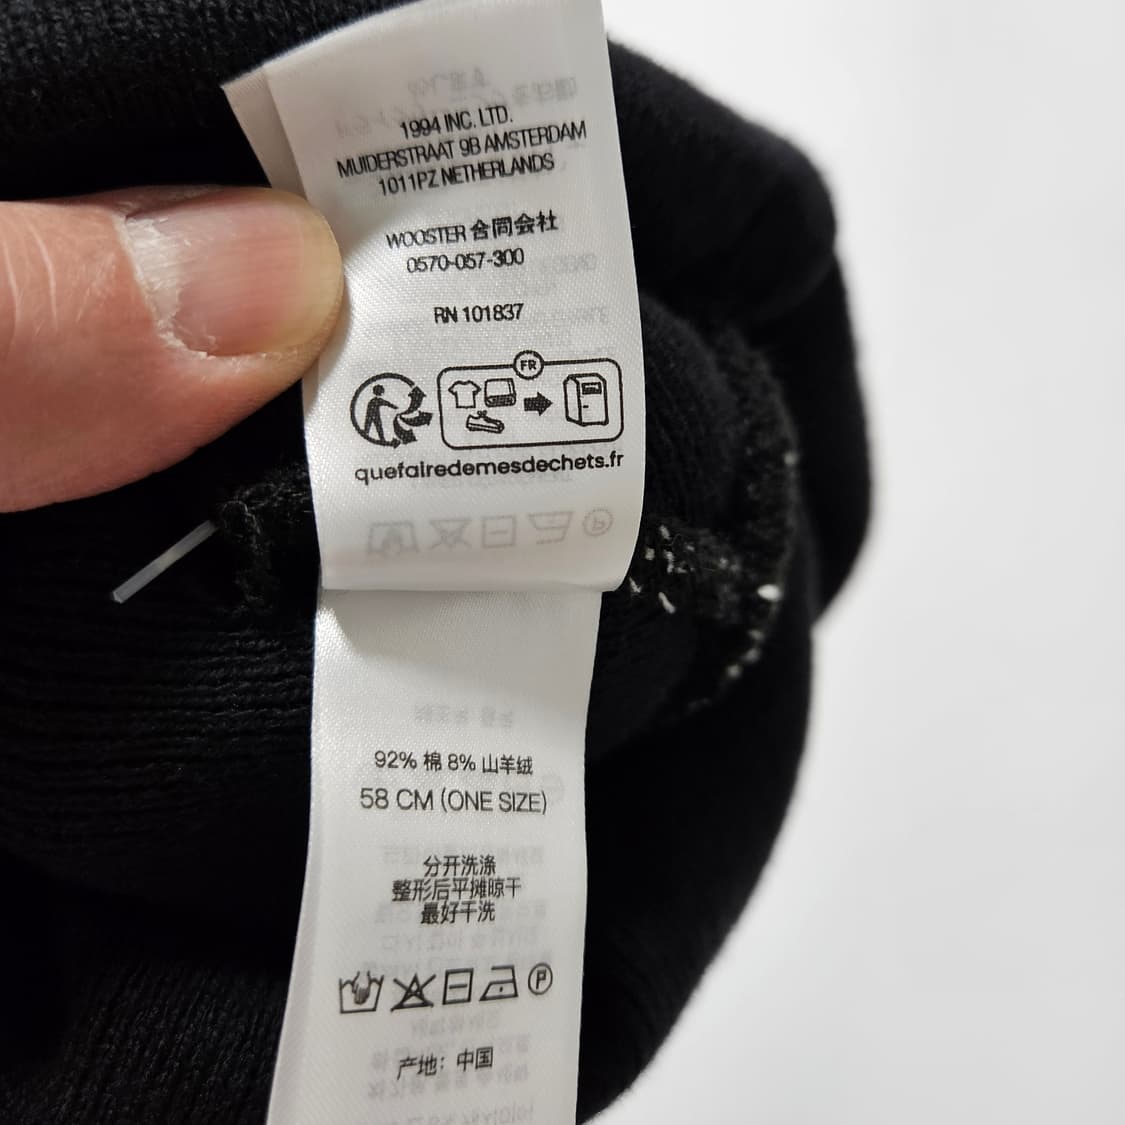 1994 INC. LTD.
MUIDERSTRAAT 9B AMSTERDAM
1011PZ NETHERLANDS
WOOSTER 合同会社
0570-057-300
RN 101837
FR
quefairedemesdechets.fr
92% 棉 8% 山羊绒
58 CM (ONE SIZE)
分开洗涤
整形后平摊晾干
最好干洗
P
产地：中国